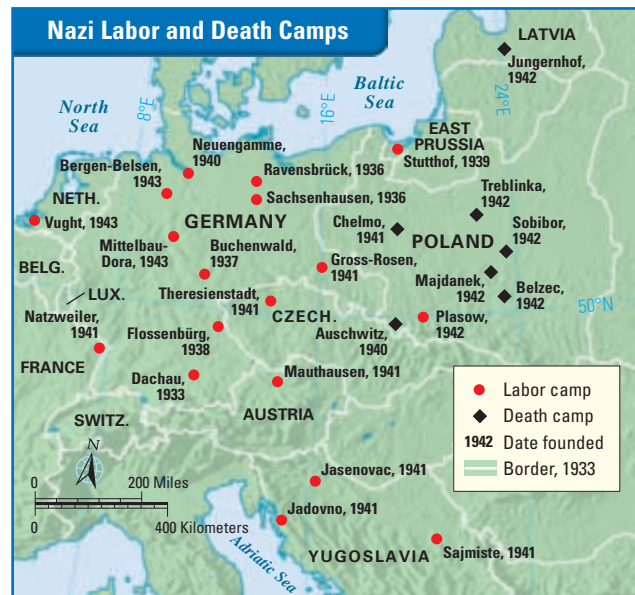 Nazi Labor and Death Camps
LATVIA
Jungernhof,
1942
North
Sea
8°E
Baltic
Sea
16°E
24°E
EAST
PRUSSIA
Stutthof, 1939
Neuengamme,
1940
Bergen-Belsen,
1943
Ravensbrück, 1936
Sachsenhausen, 1936
NETH.
Vught, 1943
GERMANY
Treblinka,
1942
Chelmo,
1941
POLAND
Sobibor,
1942
Mittelbau-
Dora, 1943
Buchenwald,
1937
Gross-Rosen,
1941
Majdanek,
1942
Belzec,
1942
BELG.
LUX.
Theresienstadt,
1941
CZECH.
50°N
Natzweiler,
1941
Flossenbürg,
1938
Auschwitz,
1940
Plasow,
1942
FRANCE
Dachau,
1933
Mauthausen, 1941
AUSTRIA
SWITZ.
Labor camp
Death camp
1942 Date founded
Border, 1933
N
0 200 Miles
0 400 Kilometers
Jasenovac, 1941
Jadovno, 1941
Adriatic Sea
YUGOSLAVIA
Sajmiste, 1941